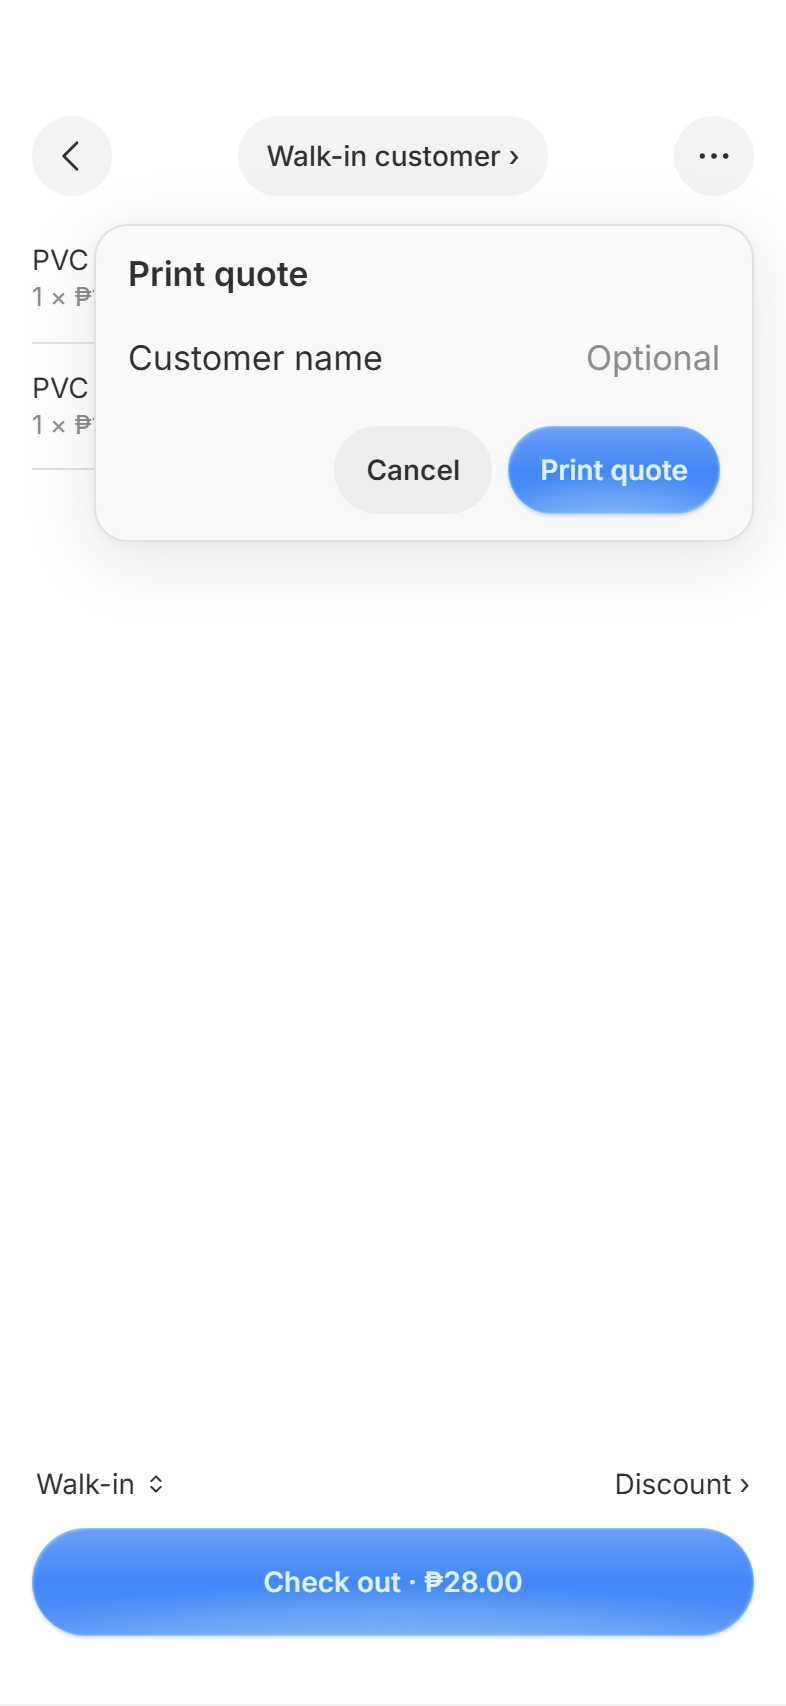 Walk-in customer ›
PVC
1 × ₱
Print quote
Customer name Optional
PVC
1 × ₱
Cancel Print quote
Walk-in Discount ›
Check out · ₱28.00